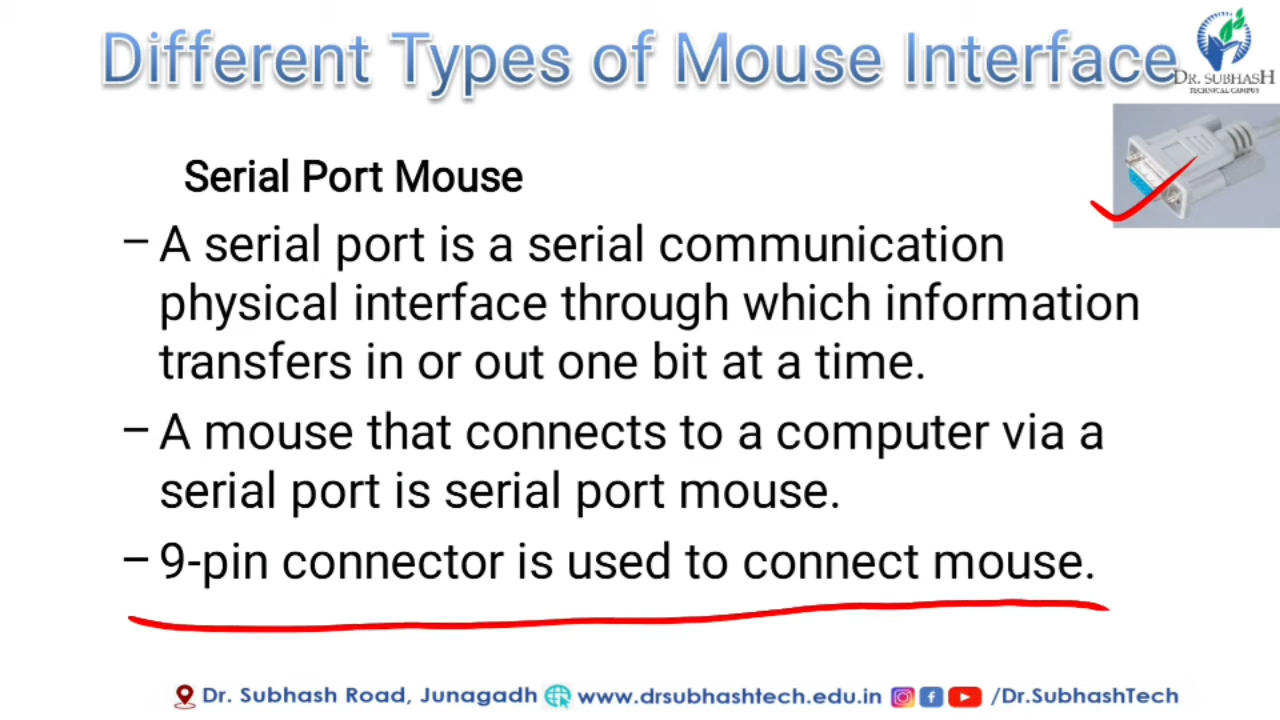 Different Types of Mouse Interface
DR. SUBHASH
TECHNICAL CAMPUS
Serial Port Mouse
– A serial port is a serial communication
physical interface through which information
transfers in or out one bit at a time.
– A mouse that connects to a computer via a
serial port is serial port mouse.
– 9-pin connector is used to connect mouse.
Dr. Subhash Road, Junagadh www.drsubhashtech.edu.in /Dr.SubhashTech